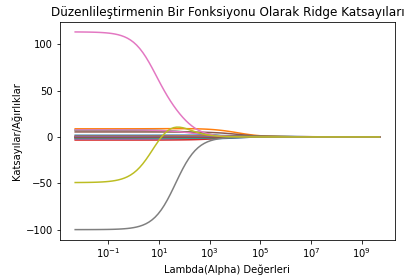 Düzenlileştirmenin Bir Fonksiyonu Olarak Ridge Katsayıları
Katsayılar/Ağırlıklar
100
50
0
−50
−100
10⁻¹ 10¹ 10³ 10⁵ 10⁷ 10⁹
Lambda(Alpha) Değerleri